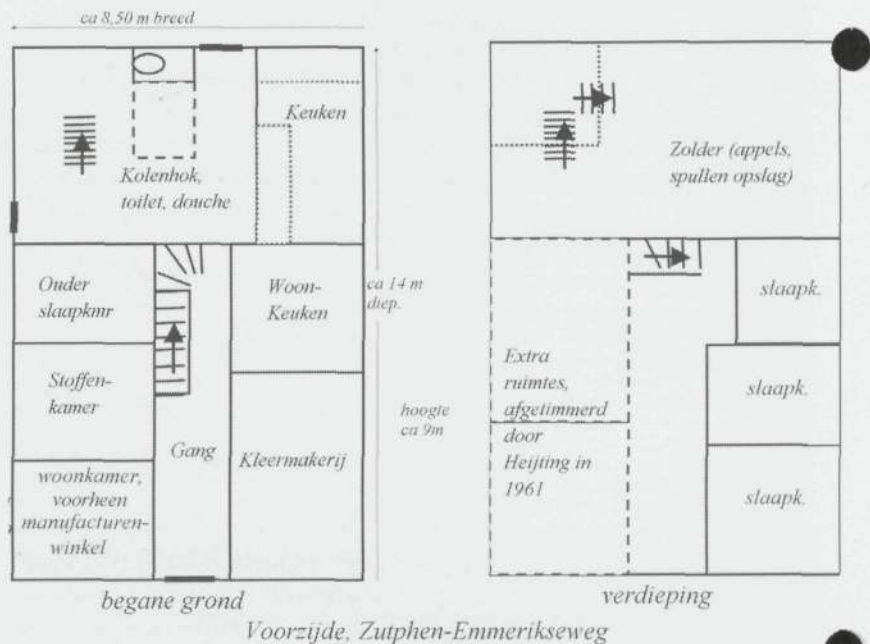 ca 8,50 m breed
Keuken
Kolenhok,
toilet, douche
Ouder
slaapkmr
Woon-
Keuken
ca 14 m
diep.
Stoffen-
kamer
hoogte
ca 9m
Gang
Kleermakerij
woonkamer,
voorheen
manufacturen-
winkel
begane grond
Zolder (appels,
spullen opslag)
slaapk.
Extra
ruimtes,
afgetimmerd
door
Heijting in
1961
slaapk.
slaapk.
verdieping
Voorzijde, Zutphen-Emmerikseweg